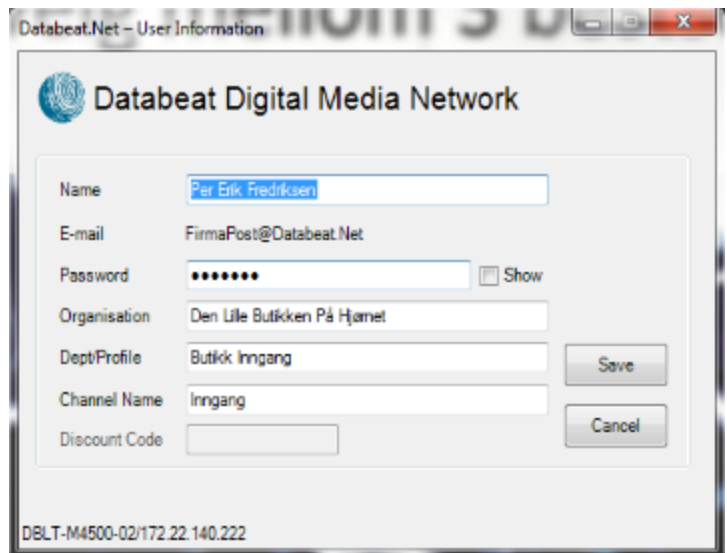 Databeat.Net – User Information
Databeat Digital Media Network
Name Per Erik Fredriksen
E-mail FirmaPost@Databeat.Net
Password ●●●●●●● Show
Organisation Den Lille Butikken På Hjørnet
Dept/Profile Butikk Inngang
Save
Channel Name Inngang
Cancel
Discount Code
DBLT-M4500-02/172.22.140.222